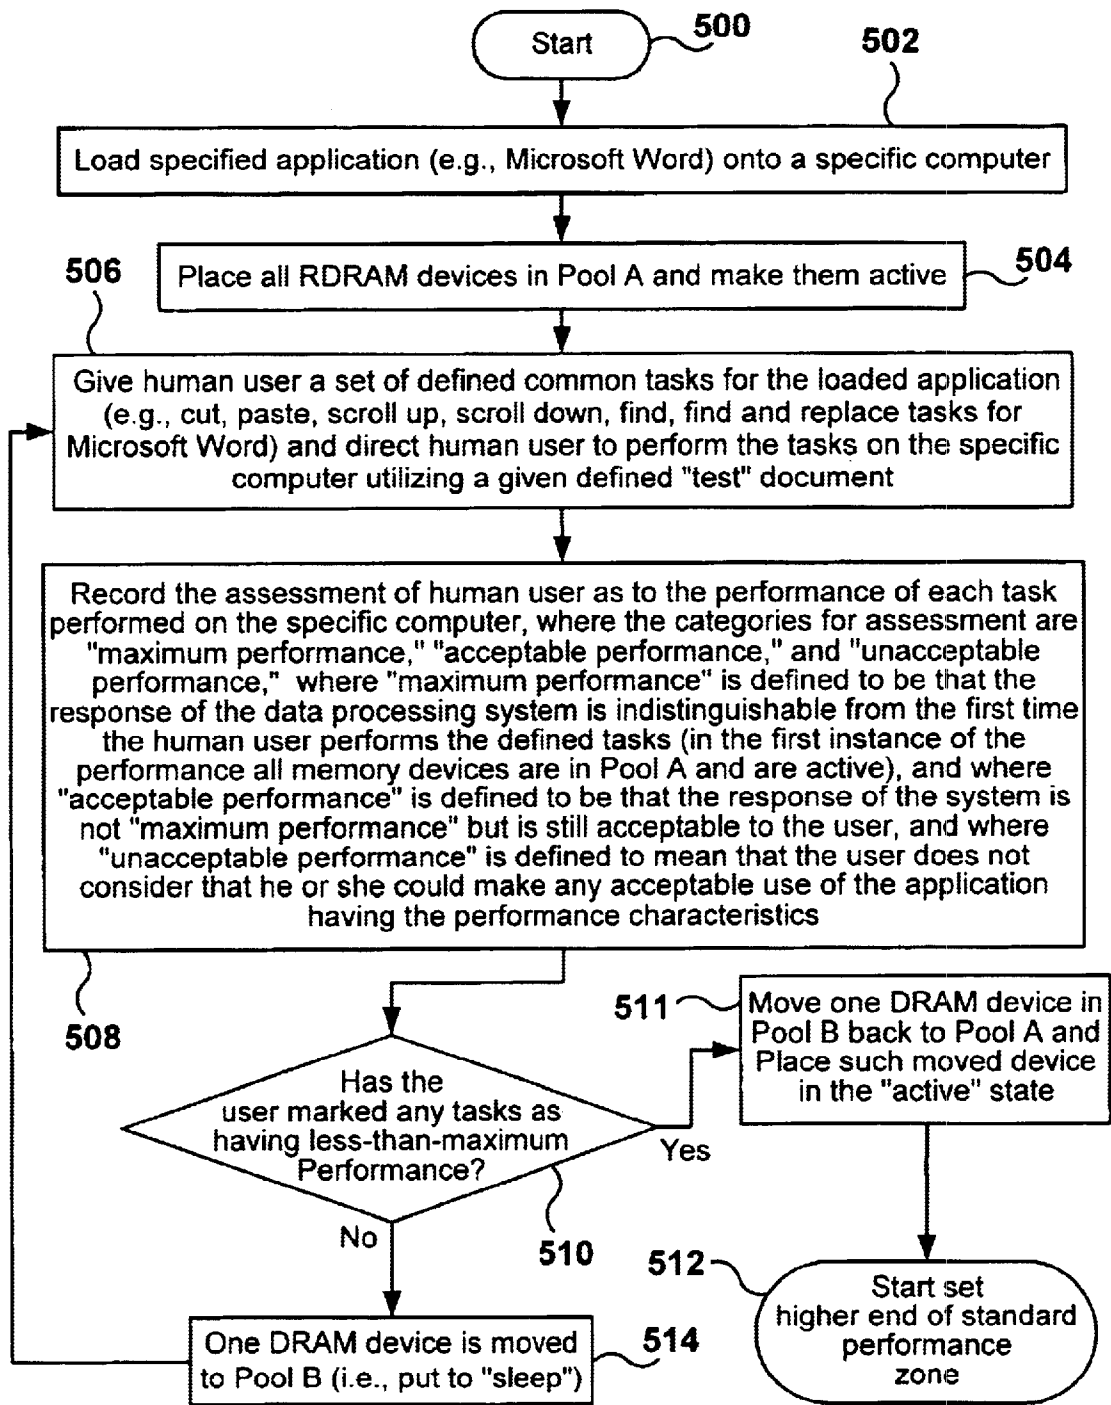 Start
500
502
Load specified application (e.g., Microsoft Word) onto a specific computer
504
Place all RDRAM devices in Pool A and make them active
506
Give human user a set of defined common tasks for the loaded application
(e.g., cut, paste, scroll up, scroll down, find, find and replace tasks for
Microsoft Word) and direct human user to perform the tasks on the specific
computer utilizing a given defined "test" document
Record the assessment of human user as to the performance of each task
performed on the specific computer, where the categories for assessment are
"maximum performance," "acceptable performance," and "unacceptable
performance," where "maximum performance" is defined to be that the
response of the data processing system is indistinguishable from the first time
the human user performs the defined tasks (in the first instance of the
performance all memory devices are in Pool A and are active), and where
"acceptable performance" is defined to be that the response of the system is
not "maximum performance" but is still acceptable to the user, and where
"unacceptable performance" is defined to mean that the user does not
consider that he or she could make any acceptable use of the application
having the performance characteristics
508
Has the
user marked any tasks as
having less-than-maximum
Performance?
510
Yes
No
511
Move one DRAM device in
Pool B back to Pool A and
Place such moved device
in the "active" state
512
Start set
higher end of standard
performance
zone
One DRAM device is moved
to Pool B (i.e., put to "sleep")
514